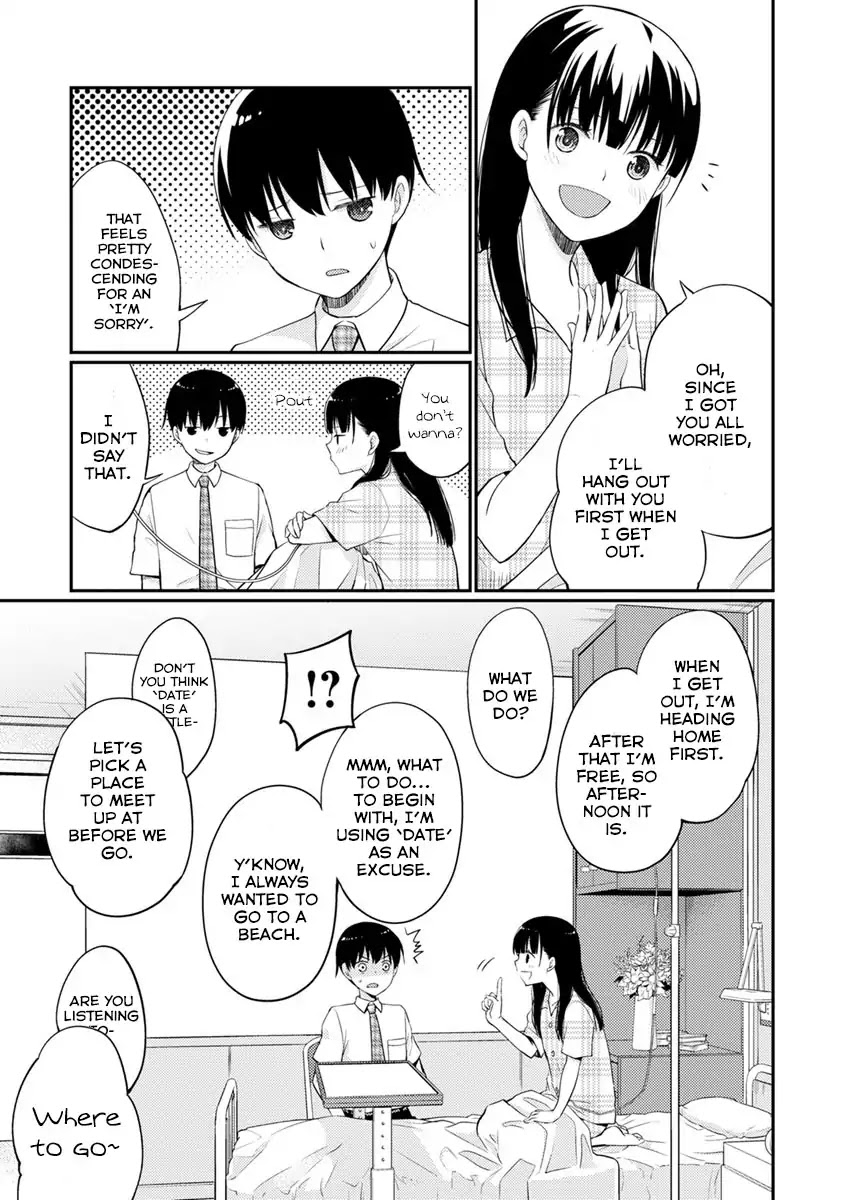 OH,
SINCE
I GOT
YOU ALL
WORRIED,
I'LL
HANG OUT
WITH YOU
FIRST WHEN
I GET
OUT.
THAT
FEELS
PRETTY
CONDES-
CENDING
FOR AN
'I'M
SORRY'.
You
don't
wanna?
Pout
I
DIDN'T
SAY
THAT.
WHEN
I GET
OUT, I'M
HEADING
HOME
FIRST.
AFTER
THAT I'M
FREE, SO
AFTER-
NOON IT
IS.
WHAT
DO WE
DO?
MMM, WHAT
TO DO...
TO BEGIN
WITH, I'M
USING 'DATE'
AS AN
EXCUSE.
!?
Y'KNOW,
I ALWAYS
WANTED TO
GO TO A
BEACH.
DON'T
YOU THINK
'DATE'
IS A
TLE-
LET'S
PICK A
PLACE
TO MEET
UP AT
BEFORE WE
GO.
ARE YOU
LISTENING
TO-
Where
to go~